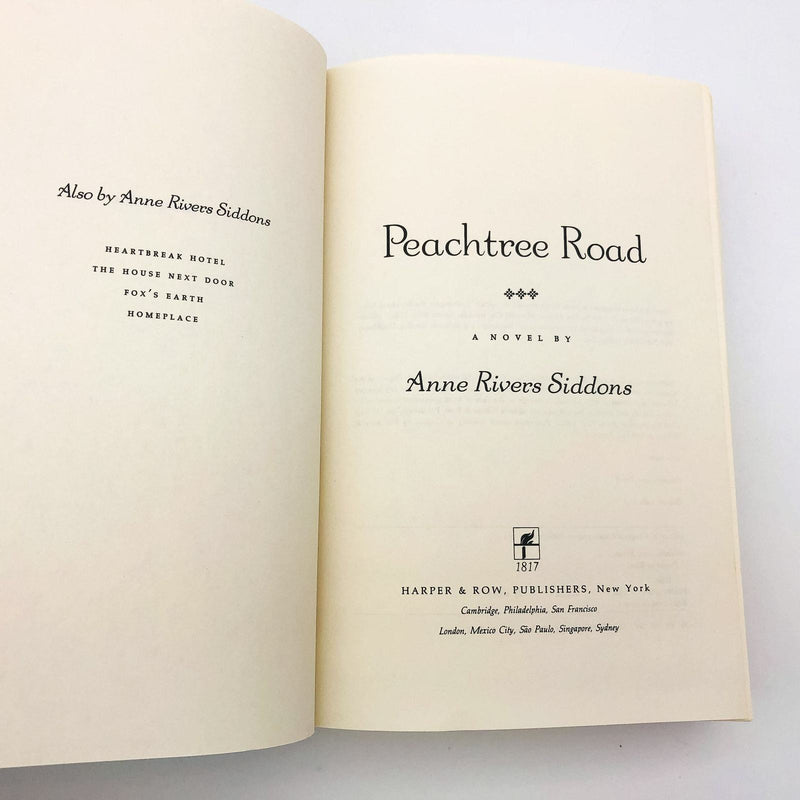 Also by Anne Rivers Siddons
HEARTBREAK HOTEL
THE HOUSE NEXT DOOR
FOX'S EARTH
HOMEPLACE
Peachtree Road
A NOVEL BY
Anne Rivers Siddons
1817
HARPER & ROW, PUBLISHERS, New York
Cambridge, Philadelphia, San Francisco
London, Mexico City, São Paulo, Singapore, Sydney